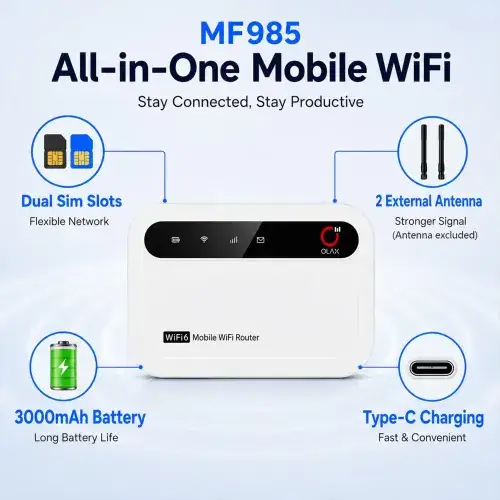 MF985
All-in-One Mobile WiFi
Stay Connected, Stay Productive
Dual Sim Slots
Flexible Network
2 External Antenna
Stronger Signal
(Antenna excluded)
OLAX
WiFi6 Mobile WiFi Router
3000mAh Battery
Long Battery Life
Type-C Charging
Fast & Convenient